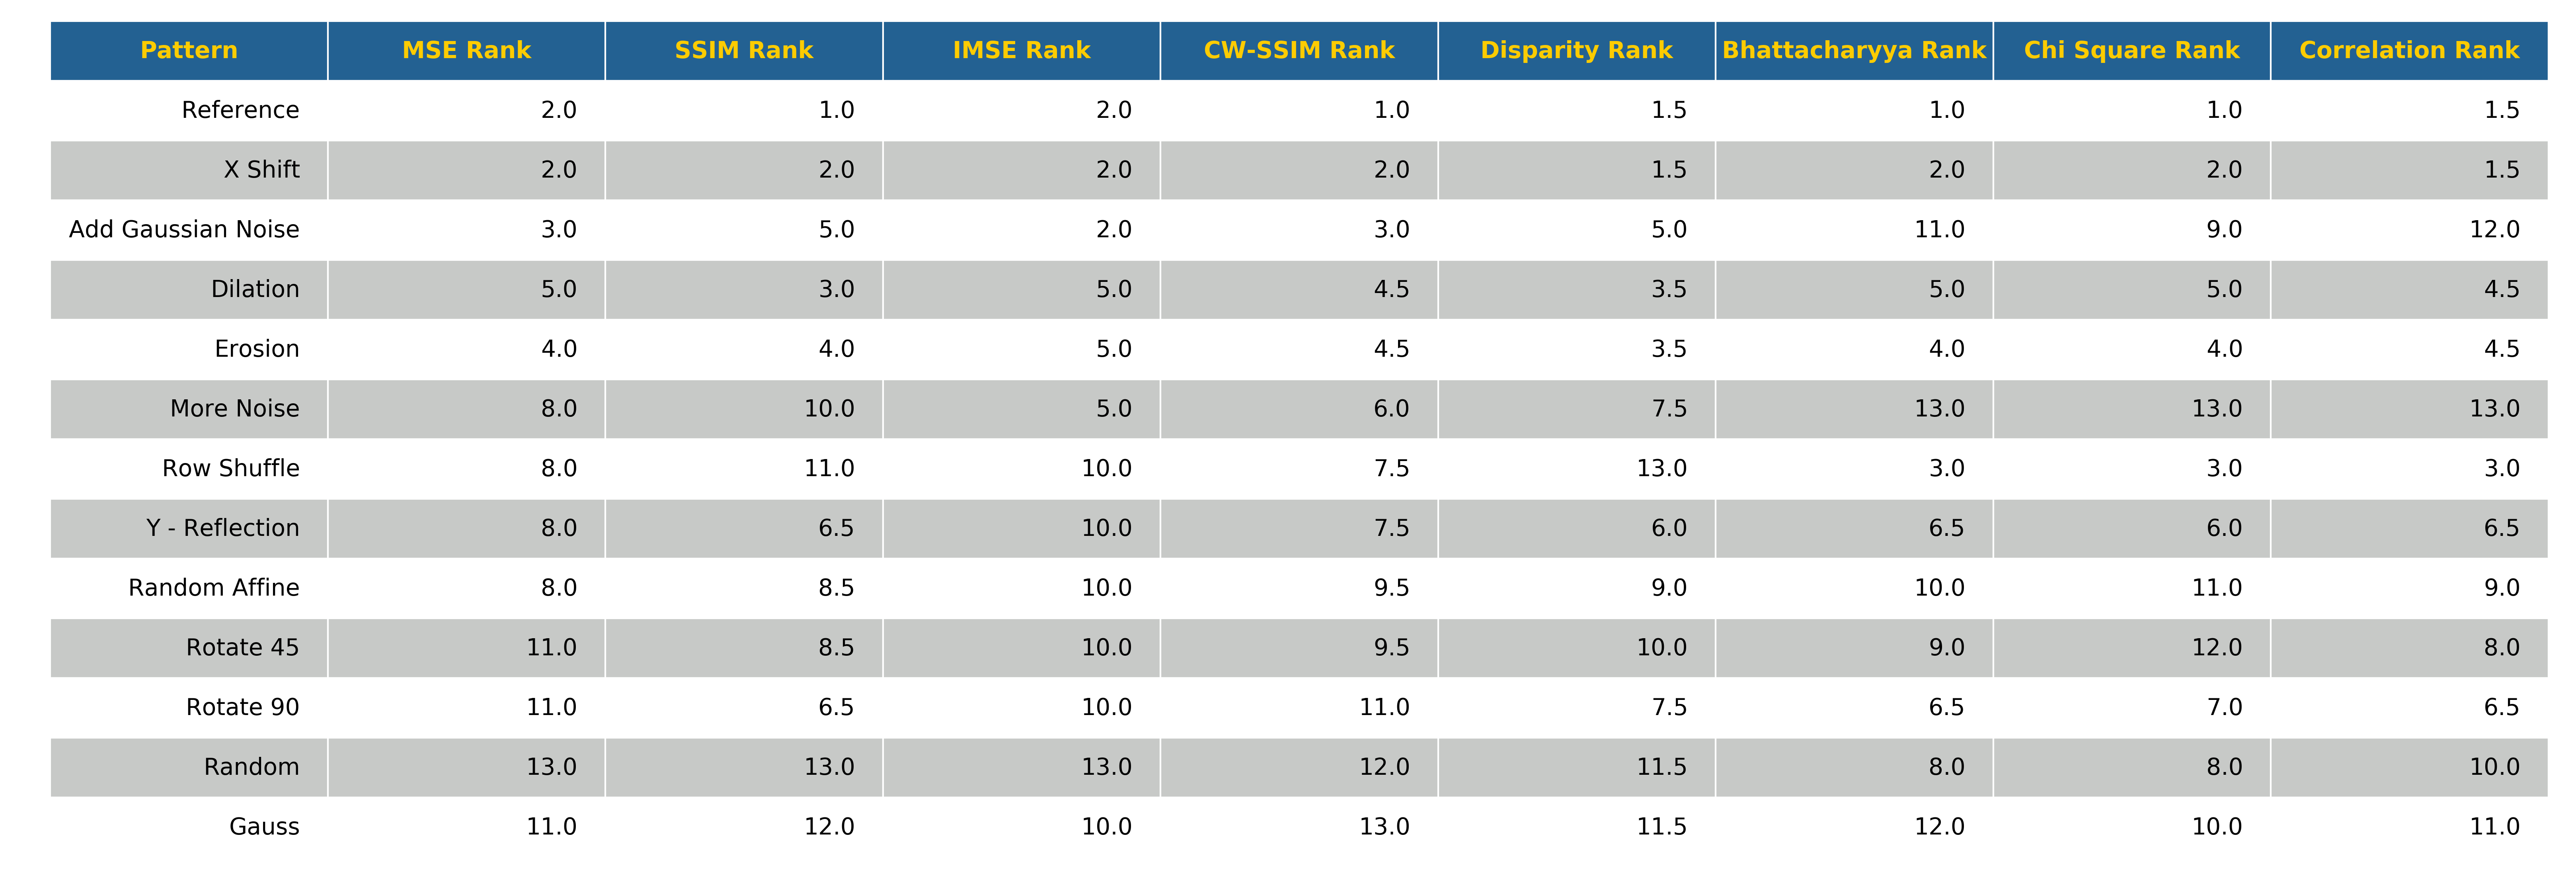 Pattern MSE Rank SSIM Rank IMSE Rank CW-SSIM Rank Disparity Rank Bhattacharyya Rank Chi Square Rank Correlation Rank
Reference 2.0 1.0 2.0 1.0 1.5 1.0 1.0 1.5
X Shift 2.0 2.0 2.0 2.0 1.5 2.0 2.0 1.5
Add Gaussian Noise 3.0 5.0 2.0 3.0 5.0 11.0 9.0 12.0
Dilation 5.0 3.0 5.0 4.5 3.5 5.0 5.0 4.5
Erosion 4.0 4.0 5.0 4.5 3.5 4.0 4.0 4.5
More Noise 8.0 10.0 5.0 6.0 7.5 13.0 13.0 13.0
Row Shuffle 8.0 11.0 10.0 7.5 13.0 3.0 3.0 3.0
Y - Reflection 8.0 6.5 10.0 7.5 6.0 6.5 6.0 6.5
Random Affine 8.0 8.5 10.0 9.5 9.0 10.0 11.0 9.0
Rotate 45 11.0 8.5 10.0 9.5 10.0 9.0 12.0 8.0
Rotate 90 11.0 6.5 10.0 11.0 7.5 6.5 7.0 6.5
Random 13.0 13.0 13.0 12.0 11.5 8.0 8.0 10.0
Gauss 11.0 12.0 10.0 13.0 11.5 12.0 10.0 11.0